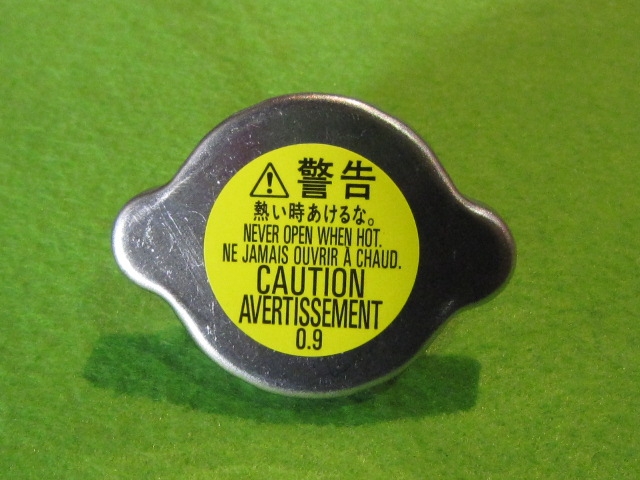 警告
熱い時あけるな。
NEVER OPEN WHEN HOT.
NE JAMAIS OUVRIR À CHAUD.
CAUTION
AVERTISSEMENT
0.9